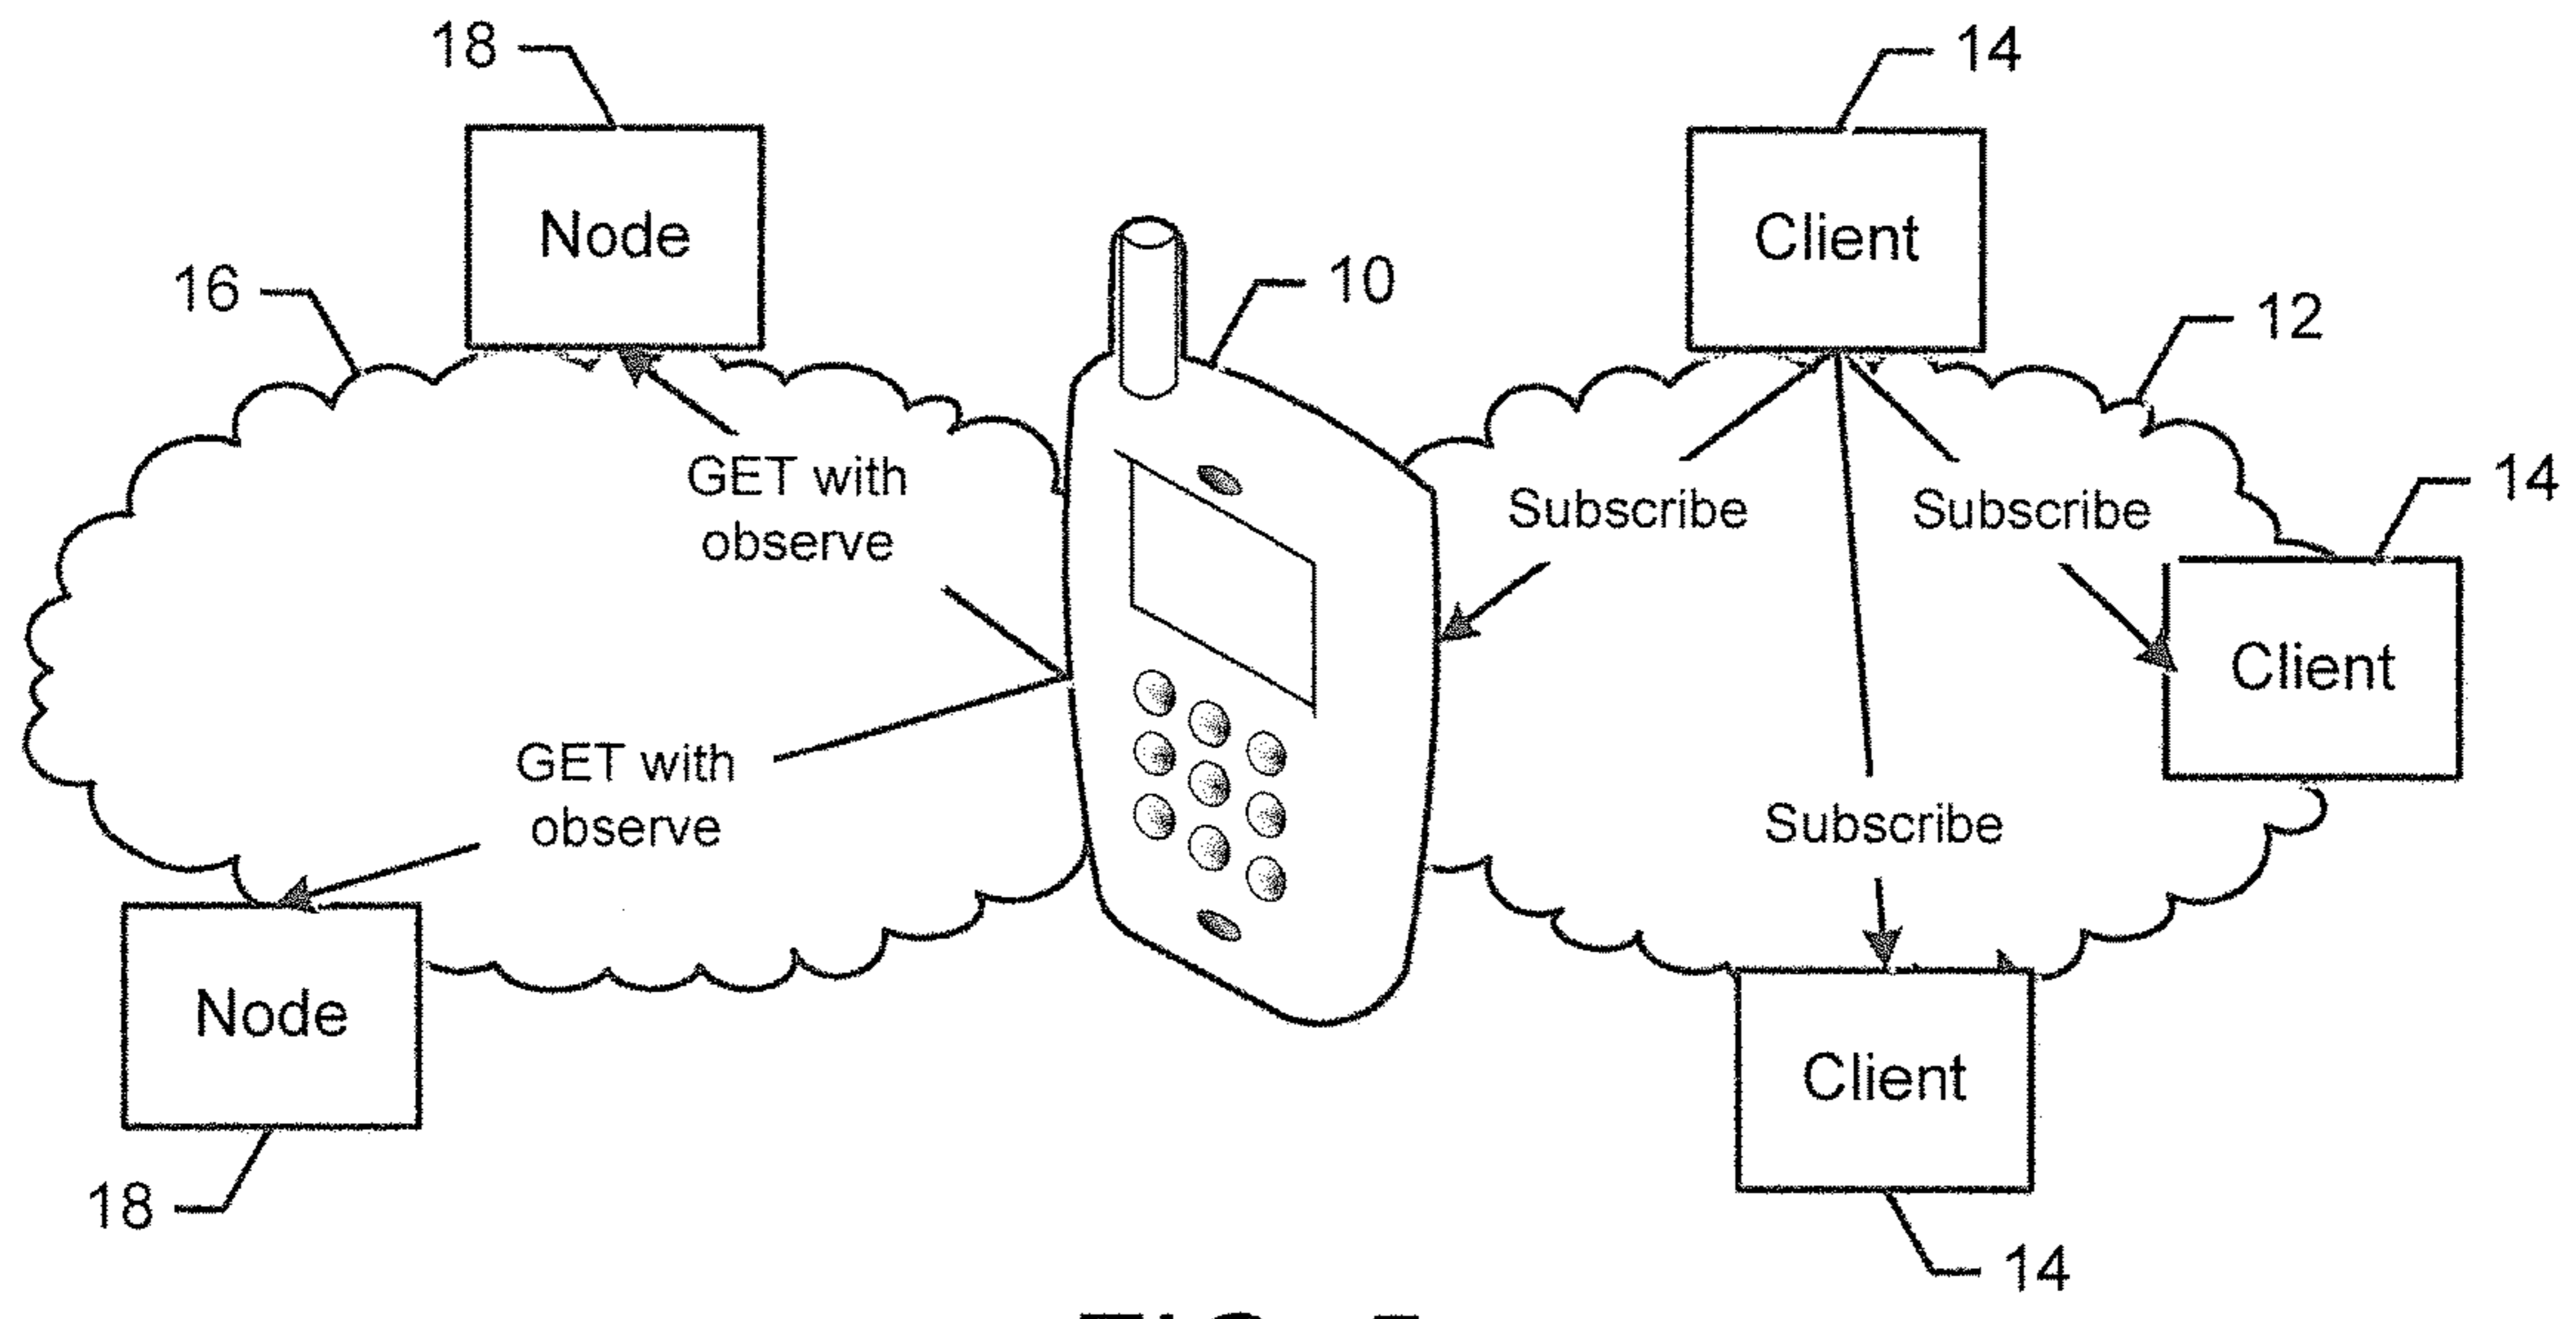 18
14
Node
Client
16
10
12
GET with
observe
Subscribe
Subscribe
14
Client
GET with
observe
Subscribe
Node
Client
18
14